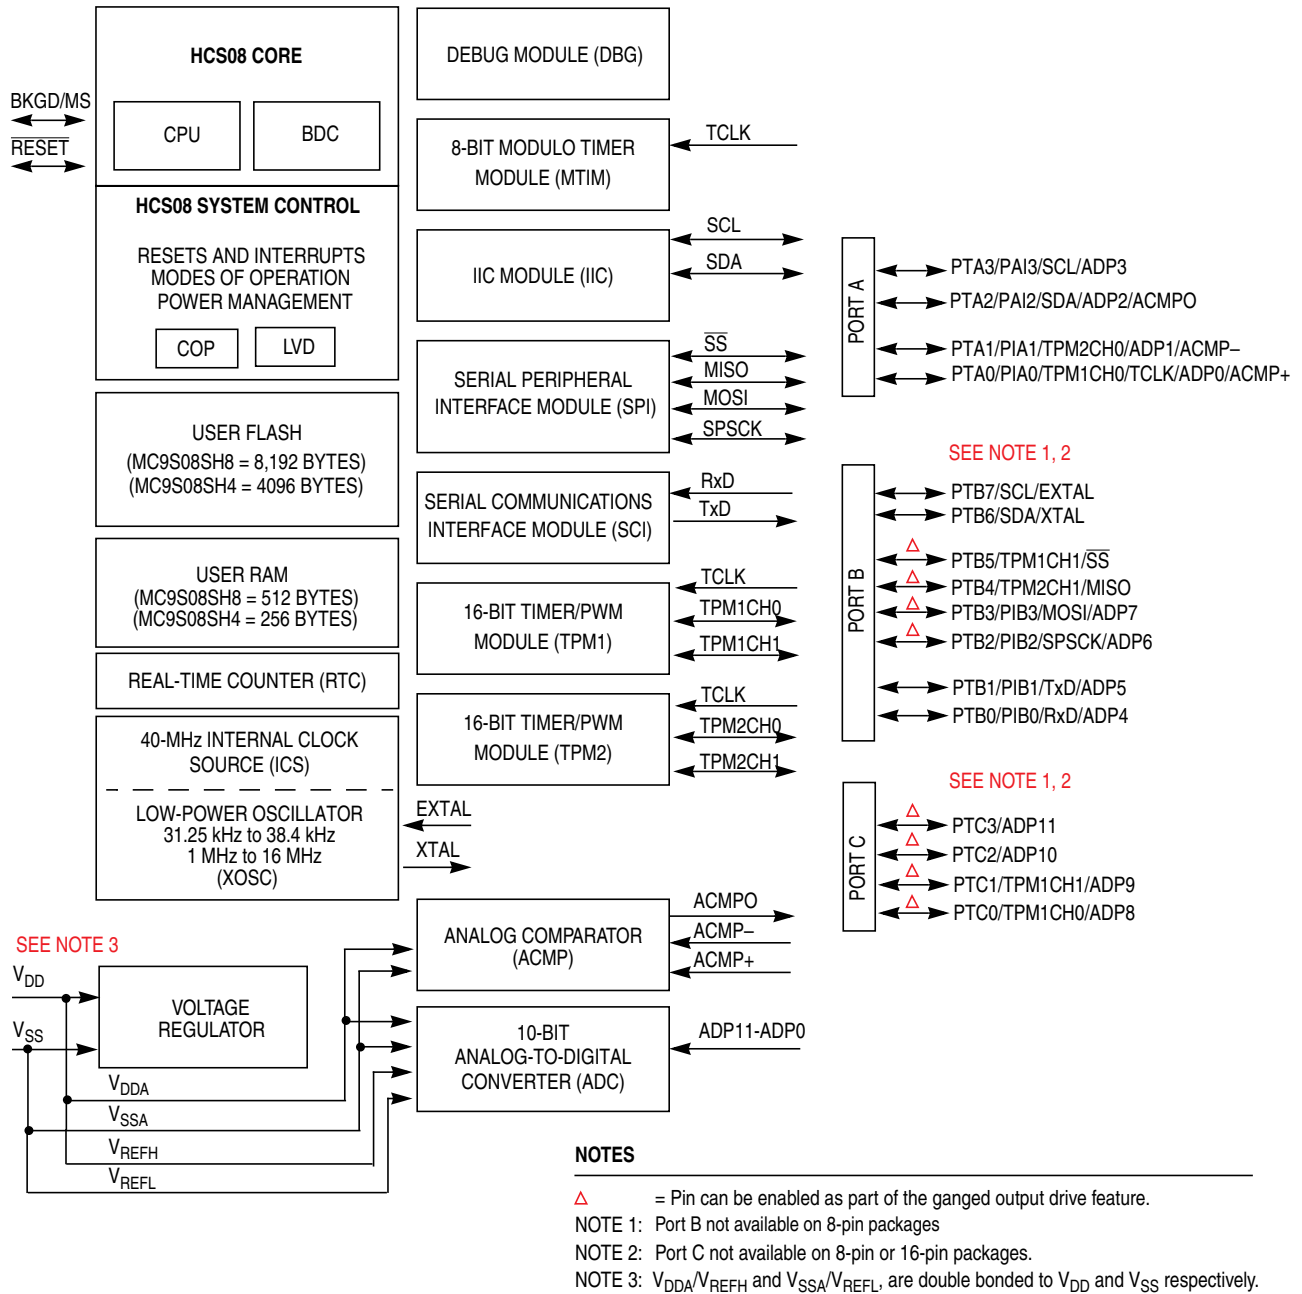 HCS08 CORE
BKGD/MS
RESET
CPU
BDC
HCS08 SYSTEM CONTROL
RESETS AND INTERRUPTS
MODES OF OPERATION
POWER MANAGEMENT
COP
LVD
USER FLASH
(MC9S08SH8 = 8,192 BYTES)
(MC9S08SH4 = 4096 BYTES)
USER RAM
(MC9S08SH8 = 512 BYTES)
(MC9S08SH4 = 256 BYTES)
REAL-TIME COUNTER (RTC)
40-MHz INTERNAL CLOCK
SOURCE (ICS)
LOW-POWER OSCILLATOR
31.25 kHz to 38.4 kHz
1 MHz to 16 MHz
(XOSC)
EXTAL
XTAL
SEE NOTE 3
VDD
VSS
VOLTAGE
REGULATOR
VDDA
VSSA
VREFH
VREFL
DEBUG MODULE (DBG)
8-BIT MODULO TIMER
MODULE (MTIM)
TCLK
IIC MODULE (IIC)
SCL
SDA
SERIAL PERIPHERAL
INTERFACE MODULE (SPI)
SS
MISO
MOSI
SPSCK
SERIAL COMMUNICATIONS
INTERFACE MODULE (SCI)
RxD
TxD
16-BIT TIMER/PWM
MODULE (TPM1)
TCLK
TPM1CH0
TPM1CH1
16-BIT TIMER/PWM
MODULE (TPM2)
TCLK
TPM2CH0
TPM2CH1
ANALOG COMPARATOR
(ACMP)
ACMPO
ACMP–
ACMP+
10-BIT
ANALOG-TO-DIGITAL
CONVERTER (ADC)
ADP11-ADP0
PORT A
PTA3/PAI3/SCL/ADP3
PTA2/PAI2/SDA/ADP2/ACMPO
PTA1/PIA1/TPM2CH0/ADP1/ACMP–
PTA0/PIA0/TPM1CH0/TCLK/ADP0/ACMP+
SEE NOTE 1, 2
PORT B
PTB7/SCL/EXTAL
PTB6/SDA/XTAL
Δ PTB5/TPM1CH1/SS
Δ PTB4/TPM2CH1/MISO
Δ PTB3/PIB3/MOSI/ADP7
Δ PTB2/PIB2/SPSCK/ADP6
PTB1/PIB1/TxD/ADP5
PTB0/PIB0/RxD/ADP4
SEE NOTE 1, 2
PORT C
Δ PTC3/ADP11
Δ PTC2/ADP10
Δ PTC1/TPM1CH1/ADP9
Δ PTC0/TPM1CH0/ADP8
NOTES
Δ = Pin can be enabled as part of the ganged output drive feature.
NOTE 1: Port B not available on 8-pin packages
NOTE 2: Port C not available on 8-pin or 16-pin packages.
NOTE 3: VDDA/VREFH and VSSA/VREFL, are double bonded to VDD and VSS respectively.